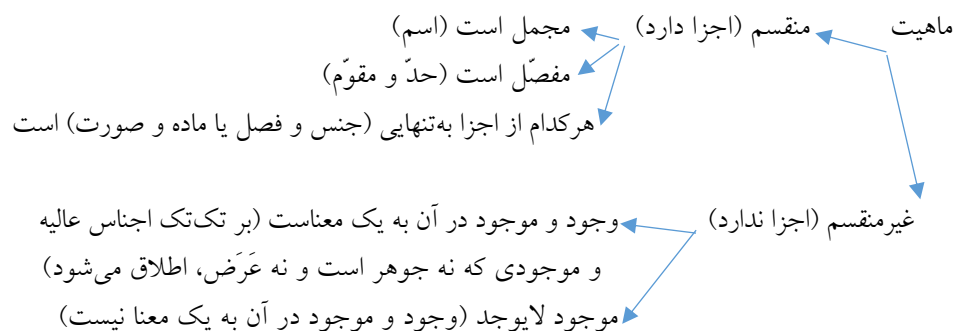 ماهیت منقسم (اجزا دارد) مجمل است (اسم)
مفصّل است (حدّ و مقوّم)
هرکدام از اجزا به‌تنهایی (جنس و فصل یا ماده و صورت) است
غیرمنقسم (اجزا ندارد) وجود و موجود در آن به یک معناست (بر تک‌تک اجناس عالیه
و موجودی که نه جوهر است و نه عَرَض، اطلاق می‌شود)
موجود لایوجد (وجود و موجود در آن به یک معنا نیست)